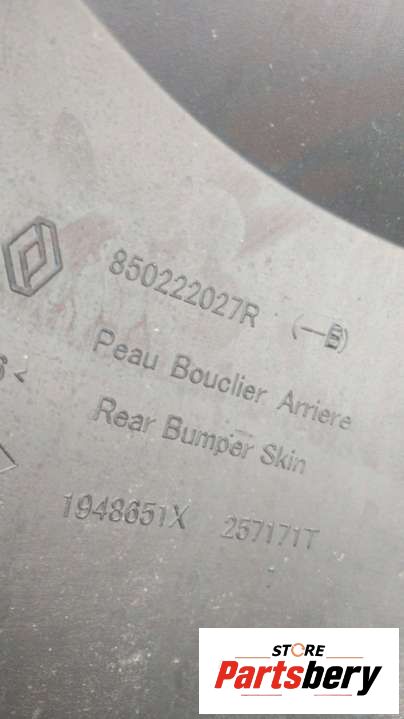 850222027R (—B)
Peau Bouclier Arriere
Rear Bumper Skin
1948651X 257171T
STORE
Partsbery